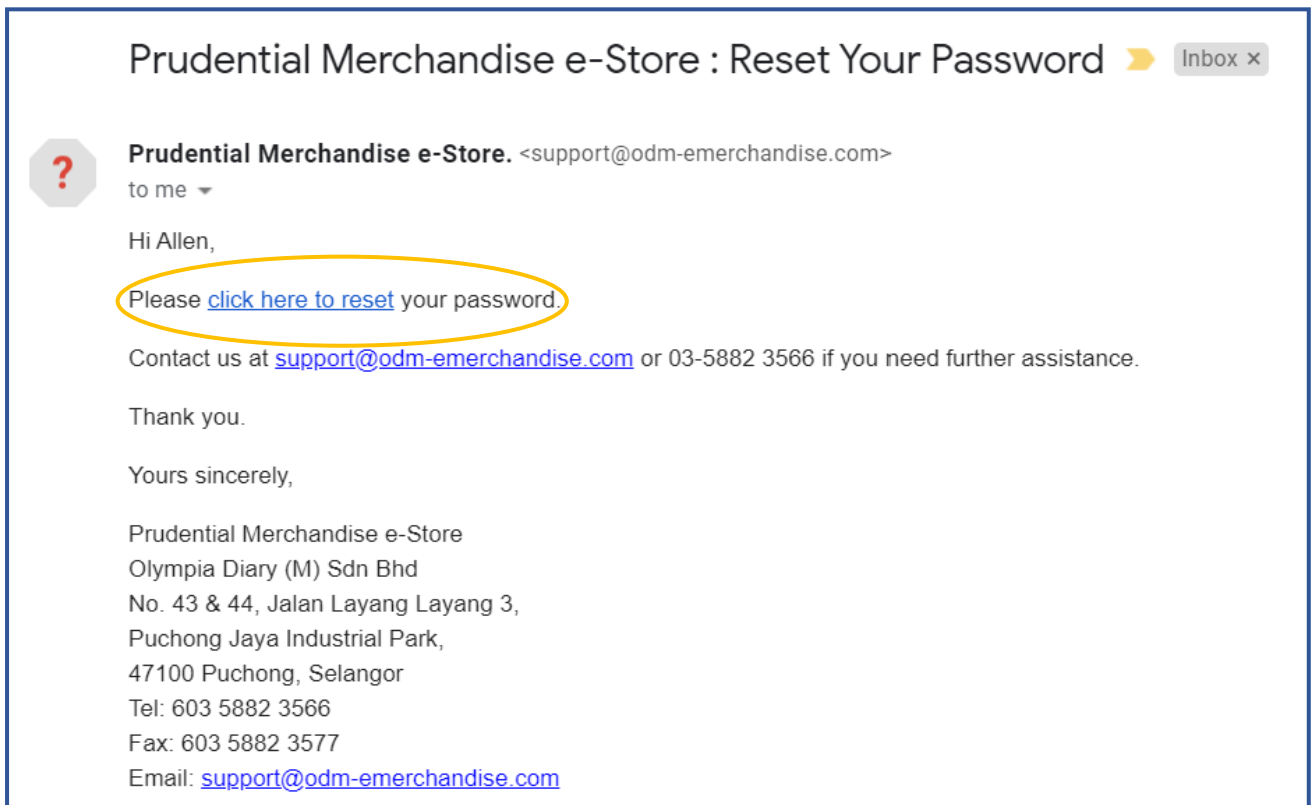 Prudential Merchandise e-Store : Reset Your Password Inbox ×
?
Prudential Merchandise e-Store. <support@odm-emerchandise.com>
to me
Hi Allen,
Please click here to reset your password.
Contact us at support@odm-emerchandise.com or 03-5882 3566 if you need further assistance.
Thank you.
Yours sincerely,
Prudential Merchandise e-Store
Olympia Diary (M) Sdn Bhd
No. 43 & 44, Jalan Layang Layang 3,
Puchong Jaya Industrial Park,
47100 Puchong, Selangor
Tel: 603 5882 3566
Fax: 603 5882 3577
Email: support@odm-emerchandise.com